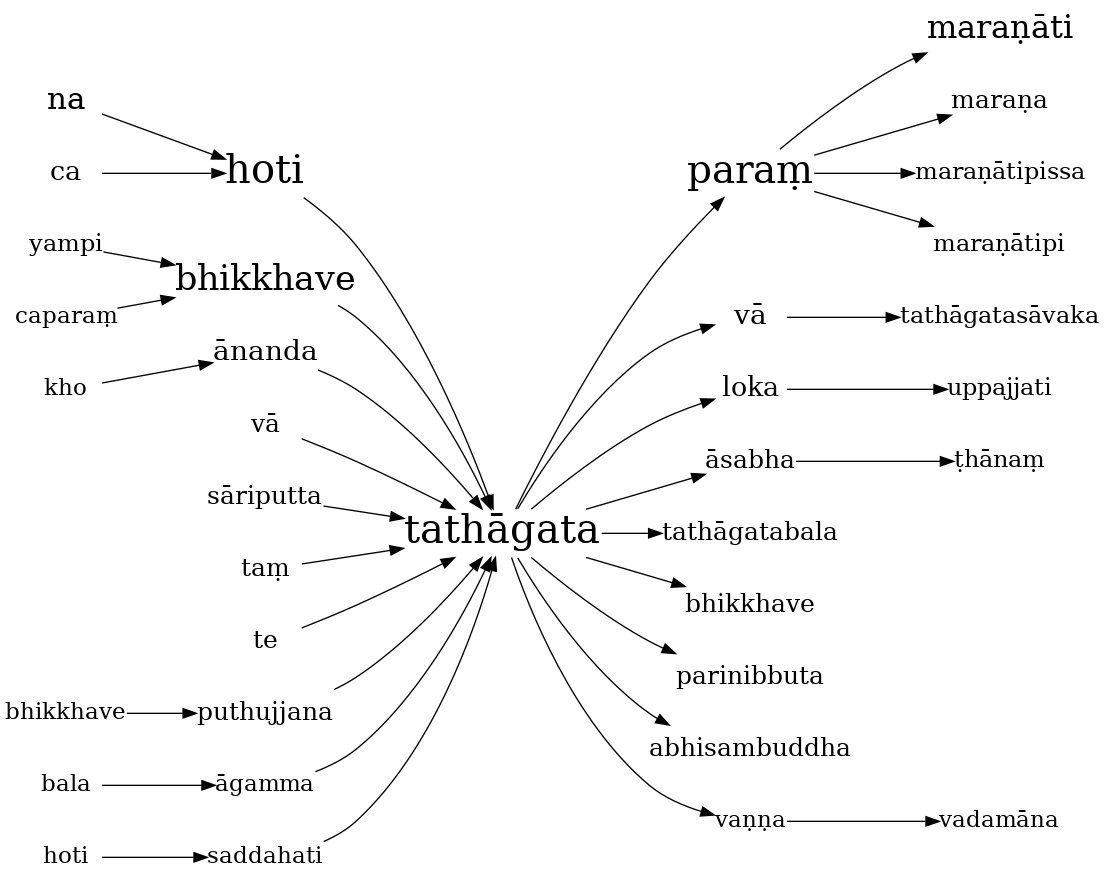 maraṇāti
na
maraṇa
ca
hoti
paraṃ
maraṇātipissa
yampi
maraṇātipi
bhikkhave
caparaṃ
vā
tathāgatasāvaka
ānanda
kho
loka
uppajjati
vā
āsabha
ṭhānaṃ
sāriputta
tathāgata
tathāgatabala
taṃ
bhikkhave
te
parinibbuta
bhikkhave
puthujjana
abhisambuddha
bala
āgamma
vaṇṇa
vadamāna
hoti
saddahati